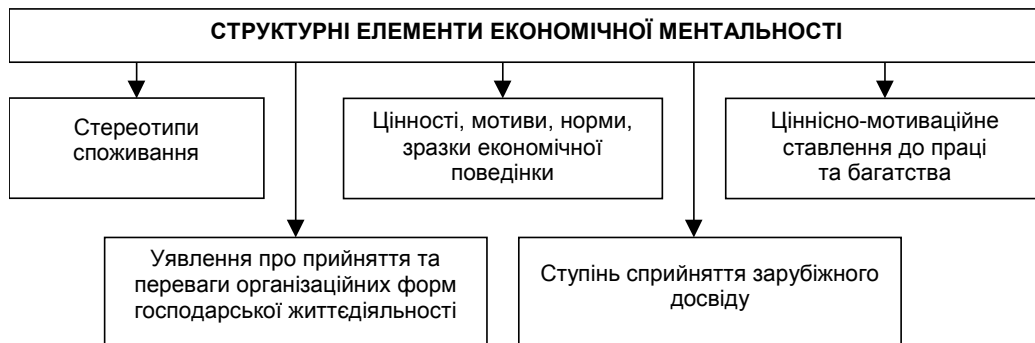 СТРУКТУРНІ ЕЛЕМЕНТИ ЕКОНОМІЧНОЇ МЕНТАЛЬНОСТІ
Стереотипи
споживання
Цінності, мотиви, норми,
зразки економічної
поведінки
Ціннісно-мотиваційне
ставлення до праці
та багатства
Уявлення про прийняття та
переваги організаційних форм
господарської життєдіяльності
Ступінь сприйняття зарубіжного
досвіду